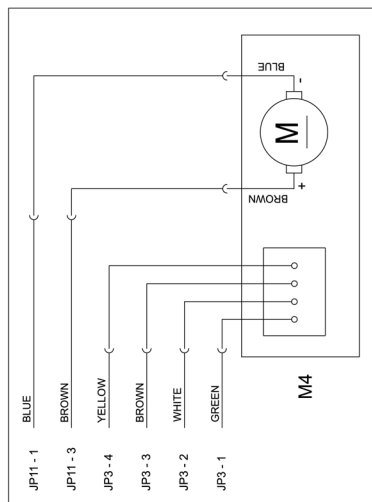 BLUE
-
M
+
BROWN
M4
BLUE
BROWN
YELLOW
BROWN
WHITE
GREEN
JP11 - 1
JP11 - 3
JP3 - 4
JP3 - 3
JP3 - 2
JP3 - 1